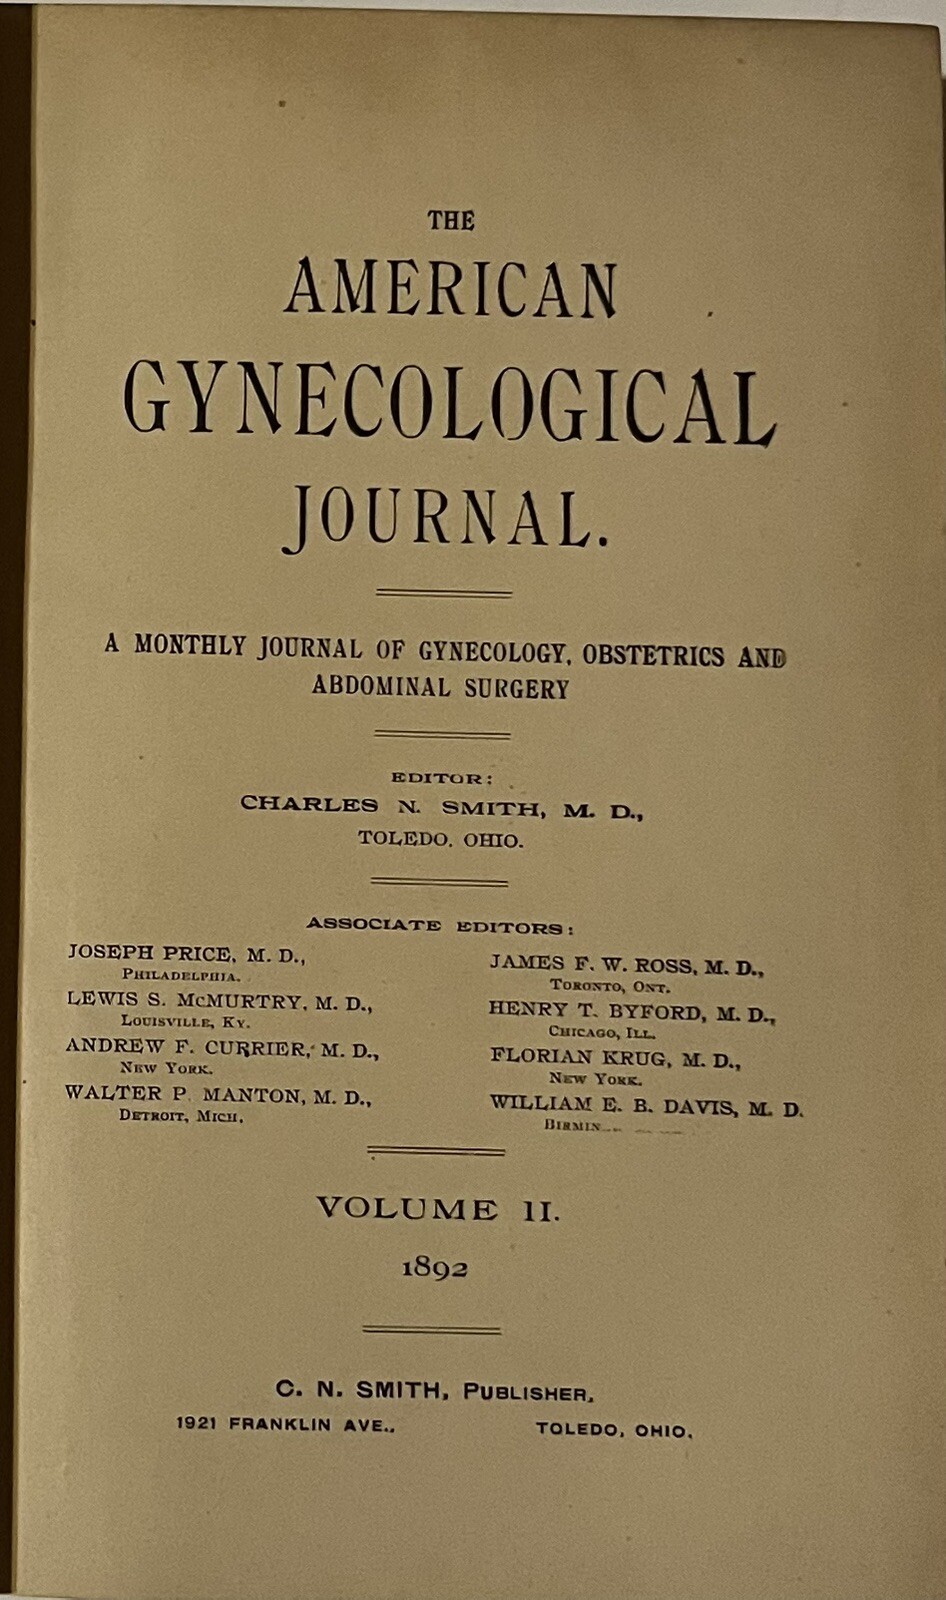 THE
AMERICAN
GYNECOLOGICAL
JOURNAL.
A MONTHLY JOURNAL OF GYNECOLOGY, OBSTETRICS AND
ABDOMINAL SURGERY
EDITOR:
CHARLES N. SMITH, M. D.,
TOLEDO, OHIO.
ASSOCIATE EDITORS:
JOSEPH PRICE, M. D.,
PHILADELPHIA.
LEWIS S. McMURTRY, M. D.,
LOUISVILLE, KY.
ANDREW F. CURRIER, M. D.,
NEW YORK.
WALTER P. MANTON, M. D.,
DETROIT, MICH.
JAMES F. W. ROSS, M. D.,
TORONTO, ONT.
HENRY T. BYFORD, M. D.,
CHICAGO, ILL.
FLORIAN KRUG, M. D.,
NEW YORK.
WILLIAM E. B. DAVIS, M. D.
VOLUME II.
1892
C. N. SMITH, PUBLISHER,
1921 FRANKLIN AVE., TOLEDO, OHIO.